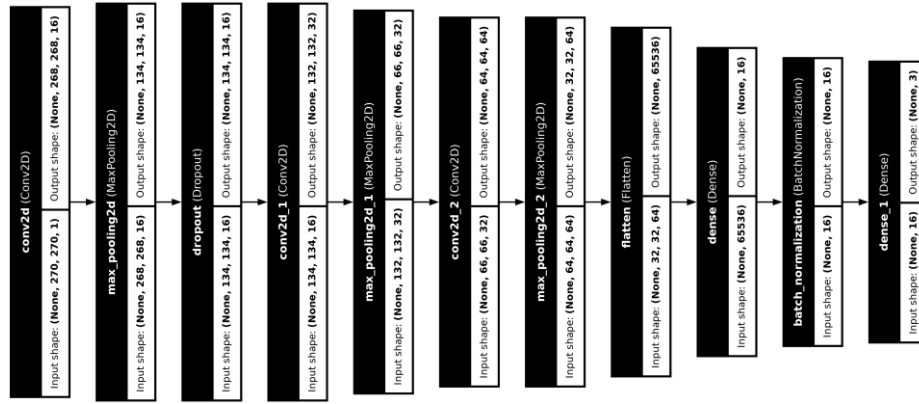 conv2d (Conv2D)
Input shape: (None, 270, 270, 1)
Output shape: (None, 268, 268, 16)
max_pooling2d (MaxPooling2D)
Input shape: (None, 268, 268, 16)
Output shape: (None, 134, 134, 16)
dropout (Dropout)
Input shape: (None, 134, 134, 16)
Output shape: (None, 134, 134, 16)
conv2d_1 (Conv2D)
Input shape: (None, 134, 134, 16)
Output shape: (None, 132, 132, 32)
max_pooling2d_1 (MaxPooling2D)
Input shape: (None, 132, 132, 32)
Output shape: (None, 66, 66, 32)
conv2d_2 (Conv2D)
Input shape: (None, 66, 66, 32)
Output shape: (None, 64, 64, 64)
max_pooling2d_2 (MaxPooling2D)
Input shape: (None, 64, 64, 64)
Output shape: (None, 32, 32, 64)
flatten (Flatten)
Input shape: (None, 32, 32, 64)
Output shape: (None, 65536)
dense (Dense)
Input shape: (None, 65536)
Output shape: (None, 16)
batch_normalization (BatchNormalization)
Input shape: (None, 16)
Output shape: (None, 16)
dense_1 (Dense)
Input shape: (None, 16)
Output shape: (None, 3)